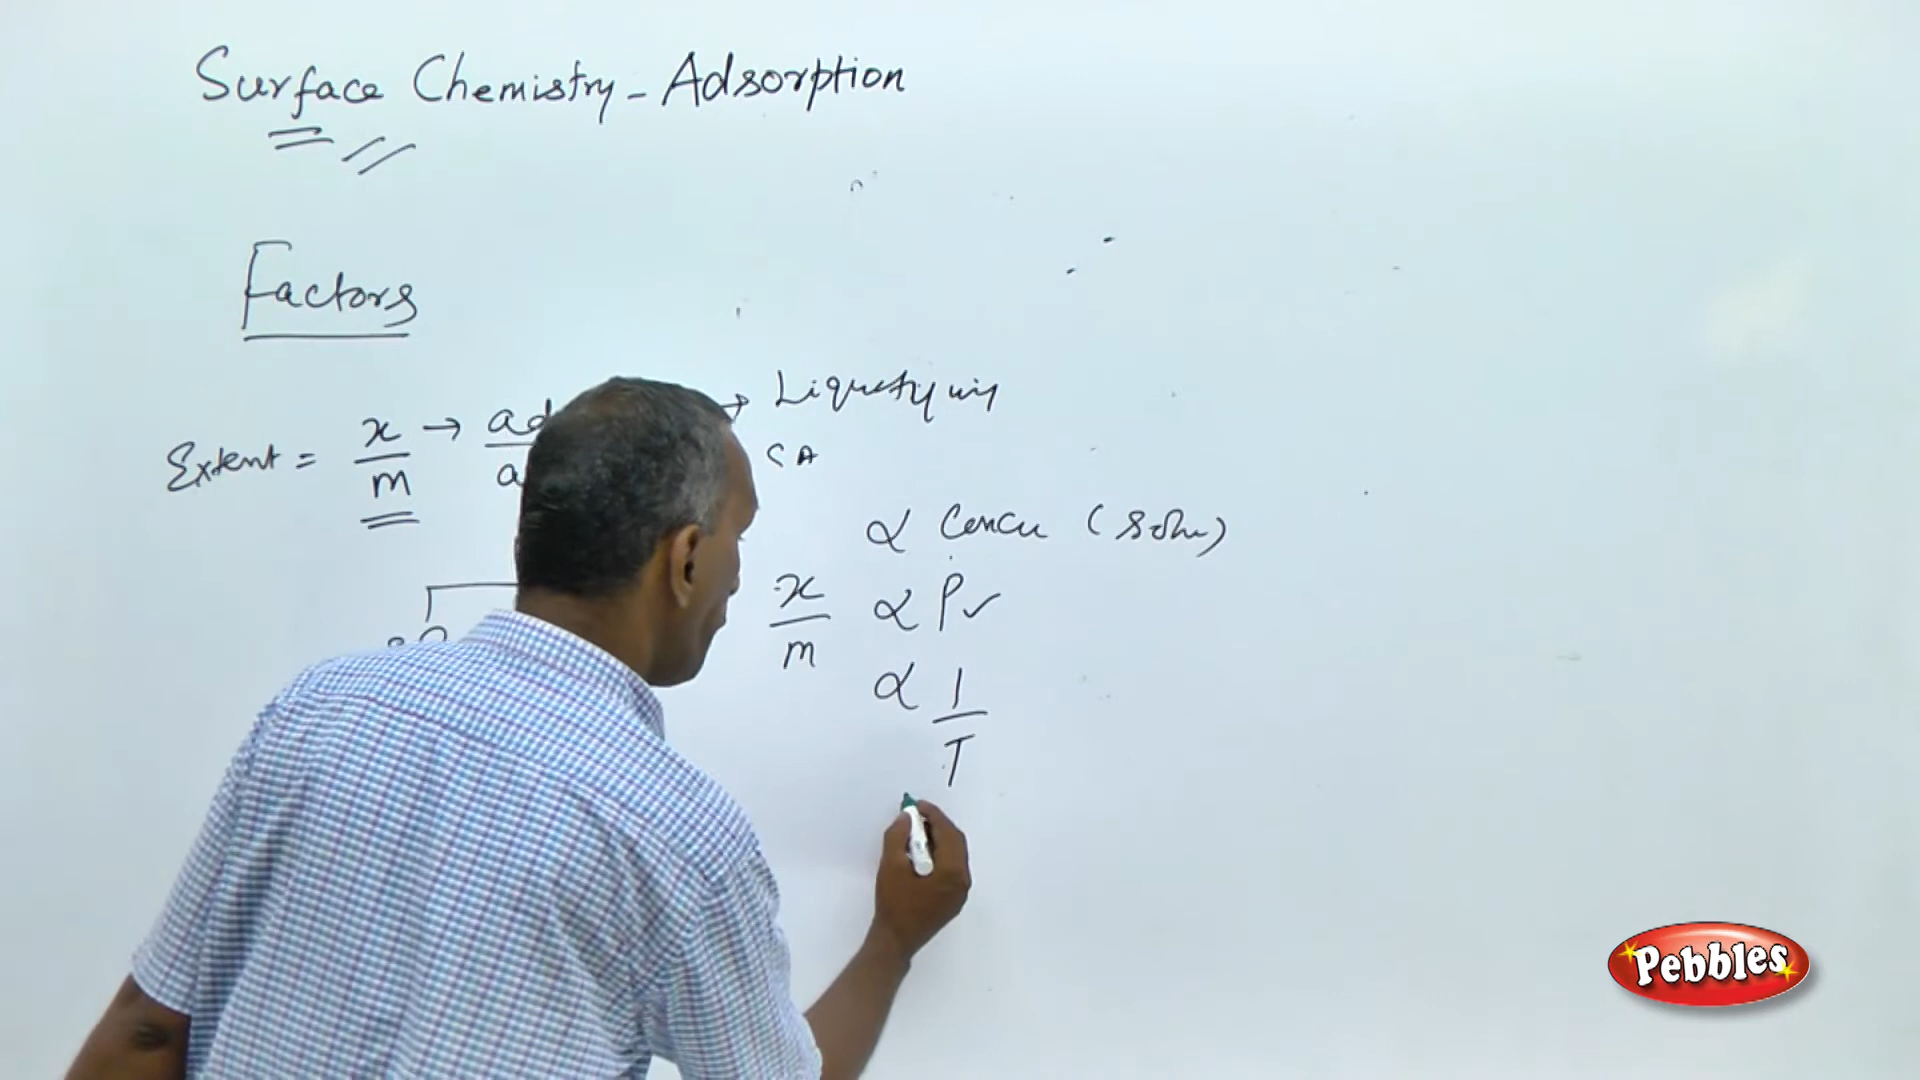 Surface Chemistry - Adsorption
Factors
→ Liquefying
Extent = x/m → ad
a
SA
α Concn (soln)
x/m α P✓
α 1/T
Pebbles